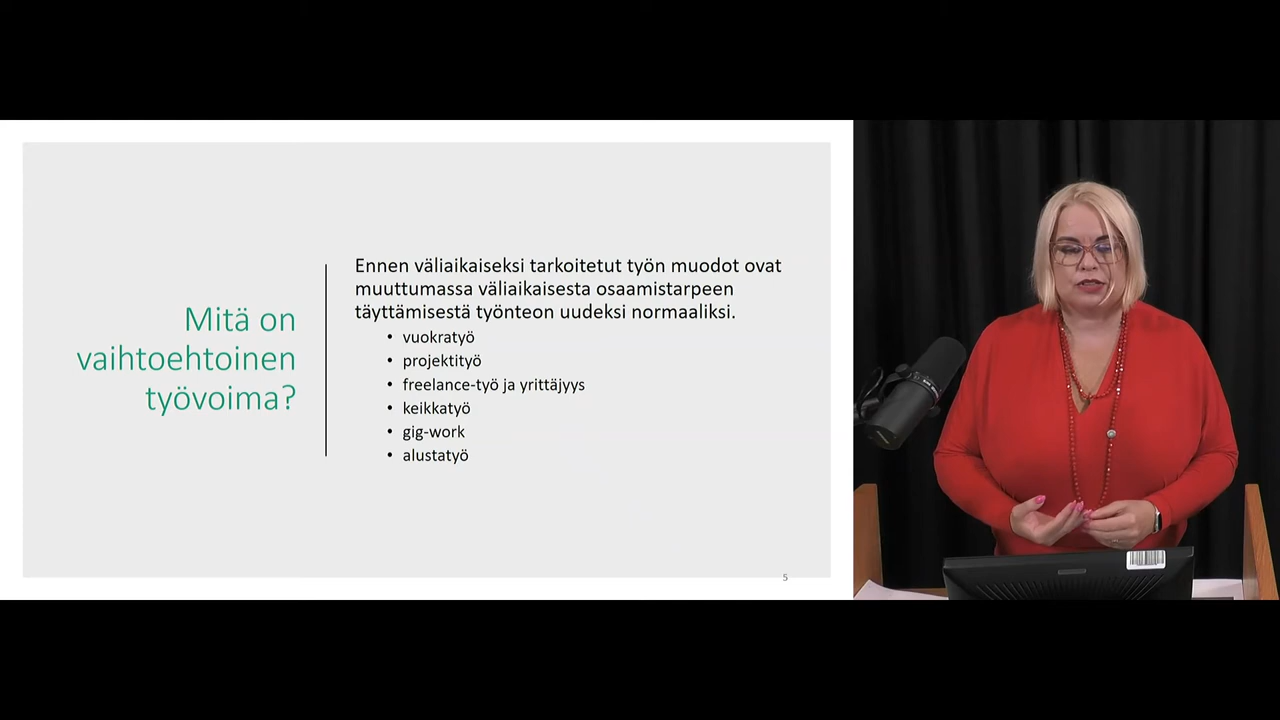 Mitä on
vaihtoehtoinen
työvoima?
Ennen väliaikaiseksi tarkoitetut työn muodot ovat
muuttumassa väliaikaisesta osaamistarpeen
täyttämisestä työnteon uudeksi normaaliksi.
• vuokratyö
• projektityö
• freelance-työ ja yrittäjyys
• keikkatyö
• gig-work
• alustatyö
5